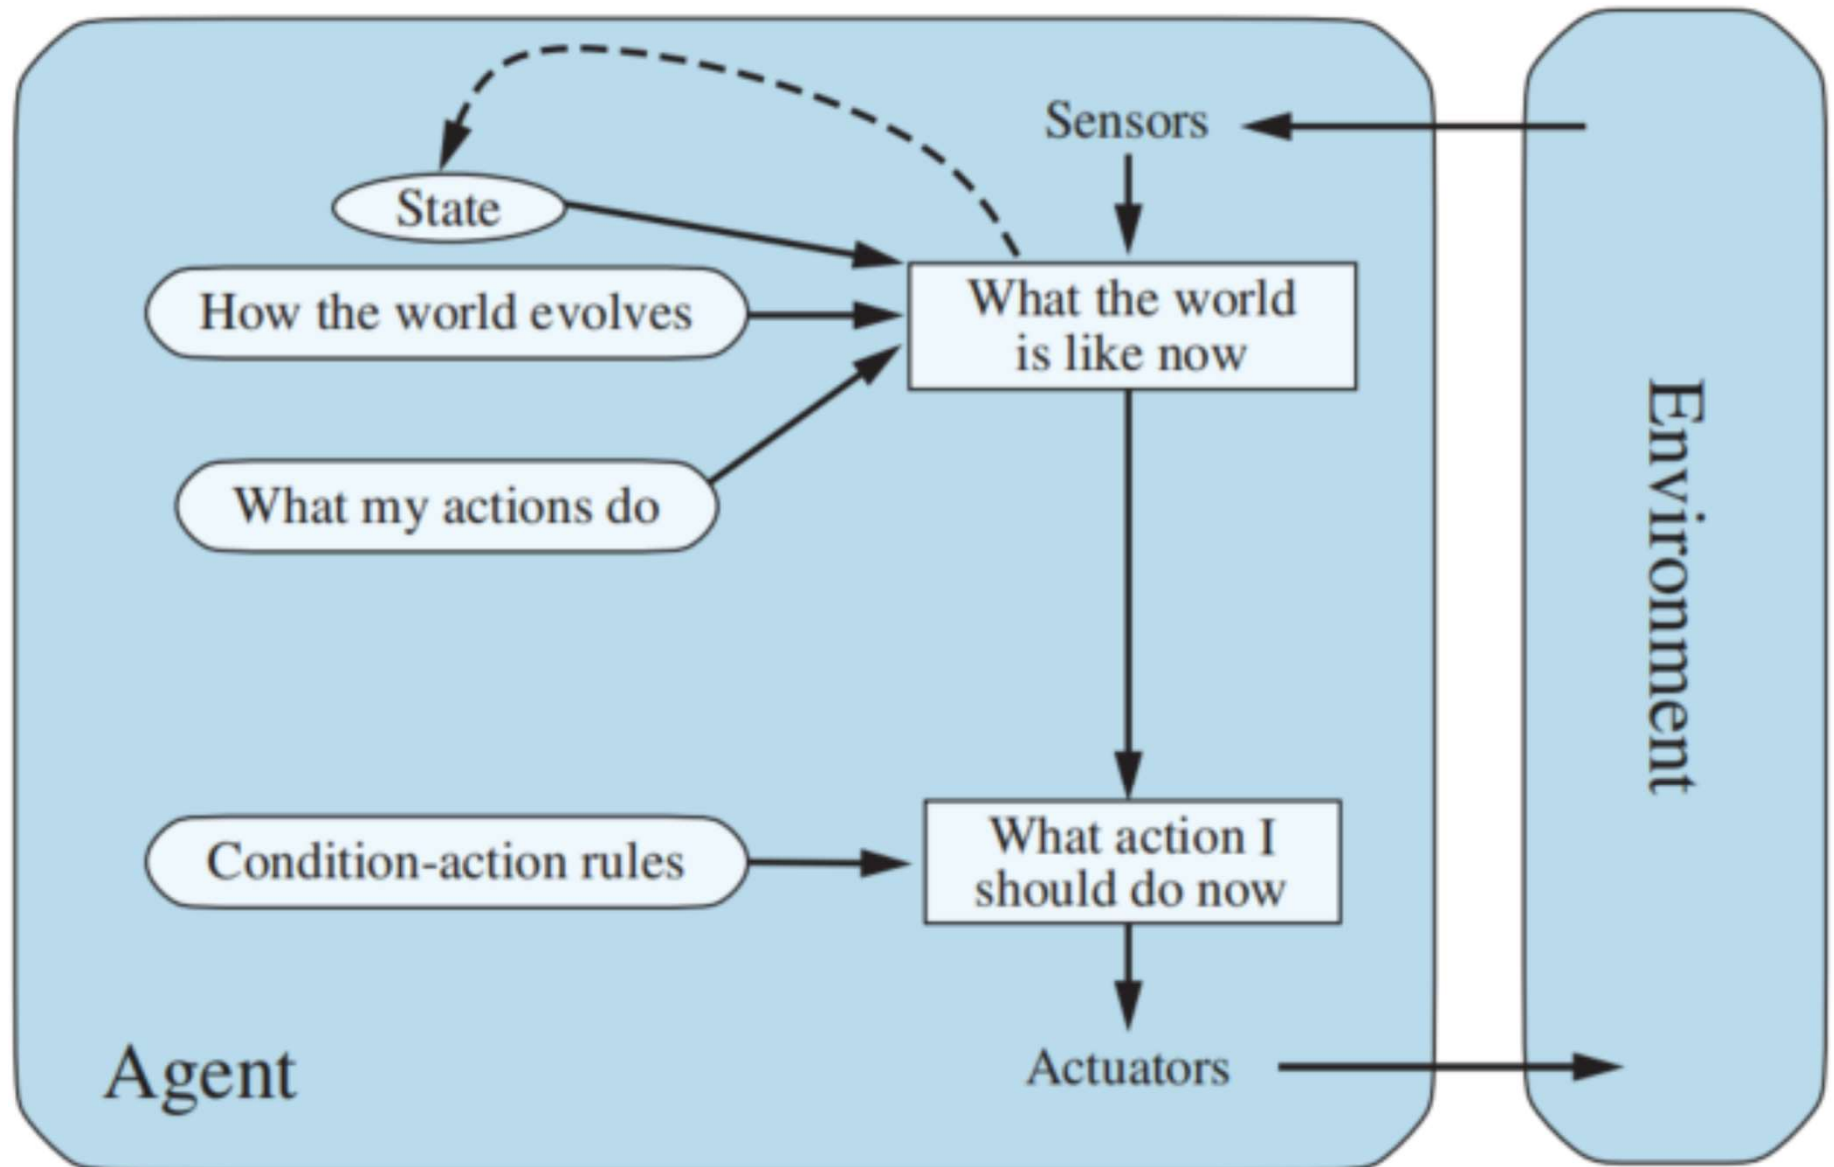 Sensors
State
How the world evolves
What the world
is like now
What my actions do
Environment
Condition-action rules
What action I
should do now
Agent
Actuators